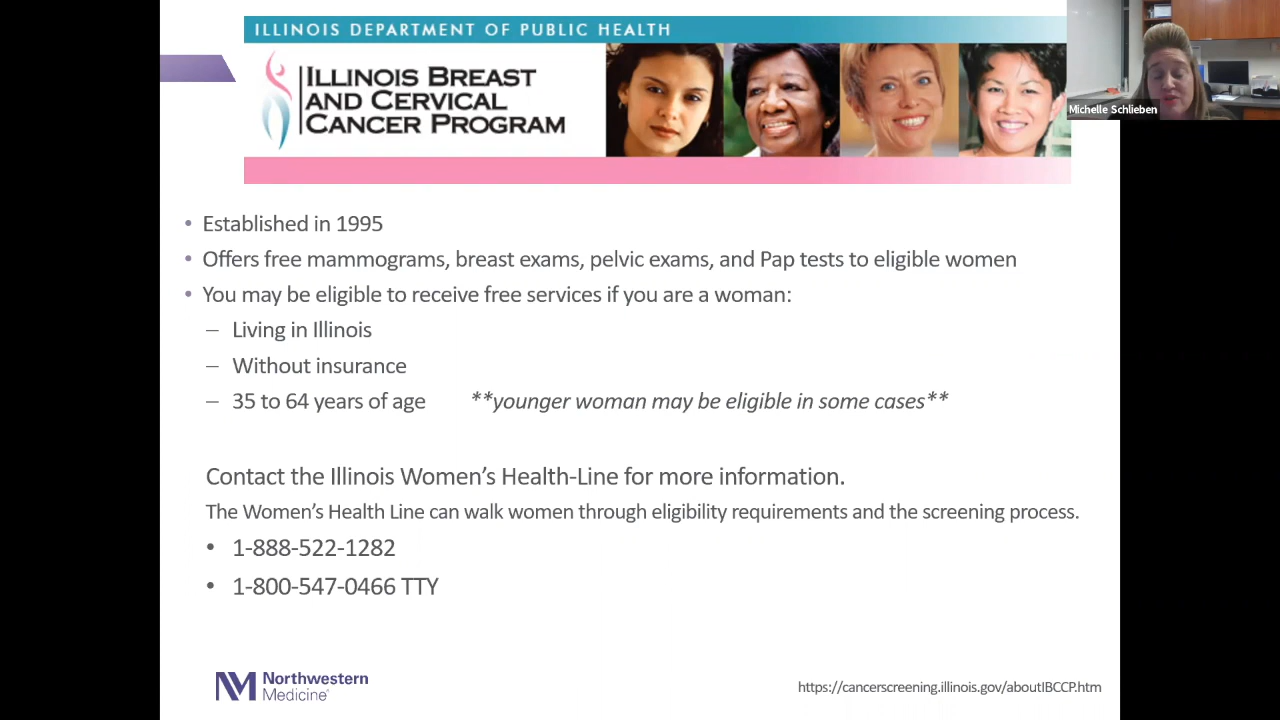 ILLINOIS DEPARTMENT OF PUBLIC HEALTH
ILLINOIS BREAST
AND CERVICAL
CANCER PROGRAM
Michelle Schlieben
• Established in 1995
• Offers free mammograms, breast exams, pelvic exams, and Pap tests to eligible women
• You may be eligible to receive free services if you are a woman:
– Living in Illinois
– Without insurance
– 35 to 64 years of age **younger woman may be eligible in some cases**
Contact the Illinois Women’s Health-Line for more information.
The Women’s Health Line can walk women through eligibility requirements and the screening process.
• 1-888-522-1282
• 1-800-547-0466 TTY
NM Northwestern
Medicine®
https://cancerscreening.illinois.gov/aboutIBCCP.htm